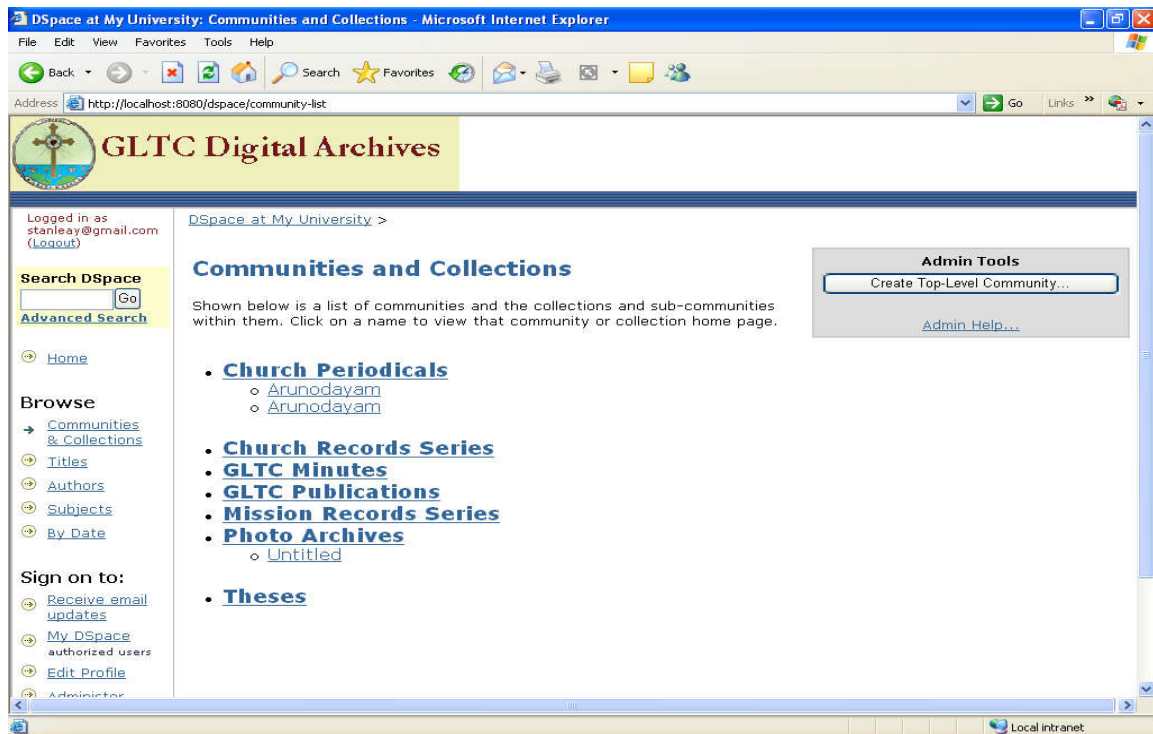 DSpace at My University: Communities and Collections - Microsoft Internet Explorer
File Edit View Favorites Tools Help
Back Search Favorites
Address http://localhost:8080/dspace/community-list Go Links »
GLTC Digital Archives
Logged in as
stanleay@gmail.com
(Logout)
Search DSpace
Go
Advanced Search
Home
Browse
Communities
& Collections
Titles
Authors
Subjects
By Date
Sign on to:
Receive email
updates
My DSpace
authorized users
Edit Profile
Administer
DSpace at My University >
Communities and Collections
Shown below is a list of communities and the collections and sub-communities
within them. Click on a name to view that community or collection home page.
Church Periodicals
Arunodayam
Arunodayam
Church Records Series
GLTC Minutes
GLTC Publications
Mission Records Series
Photo Archives
Untitled
Theses
Admin Tools
Create Top-Level Community...
Admin Help...
Local intranet